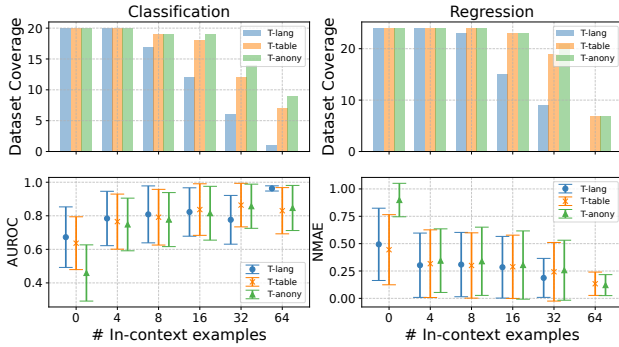 Classification
Regression
Dataset Coverage
20
15
10
5
0
T-lang
T-table
T-anony
Dataset Coverage
20
10
0
T-lang
T-table
T-anony
AUROC
1.0
0.8
0.6
0.4
T-lang
T-table
T-anony
0 4 8 16 32 64
# In-context examples
NMAE
1.00
0.75
0.50
0.25
0.00
T-lang
T-table
T-anony
0 4 8 16 32 64
# In-context examples